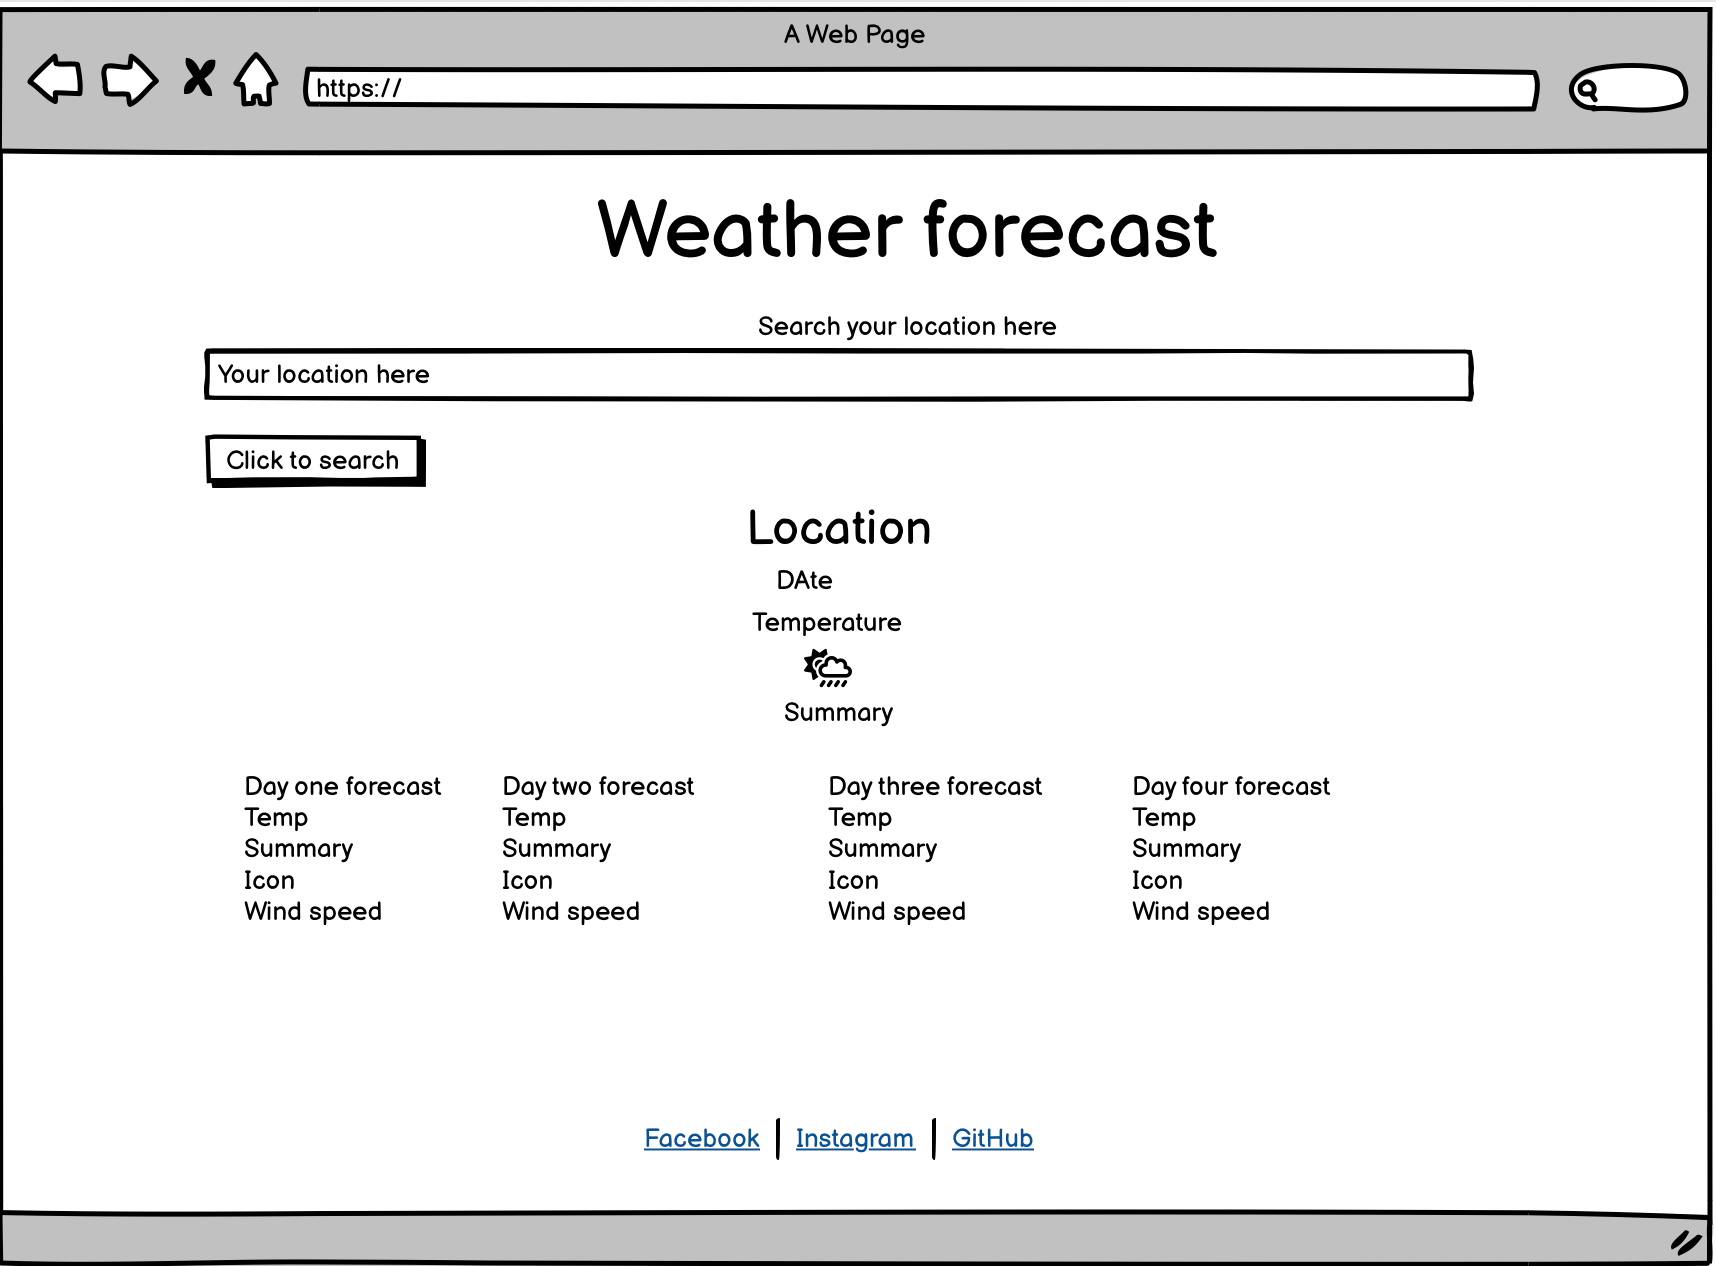 A Web Page
https://
Weather forecast
Search your location here
Your location here
Click to search
Location
DAte
Temperature
Summary
Day one forecast
Temp
Summary
Icon
Wind speed
Day two forecast
Temp
Summary
Icon
Wind speed
Day three forecast
Temp
Summary
Icon
Wind speed
Day four forecast
Temp
Summary
Icon
Wind speed
Facebook | Instagram | GitHub